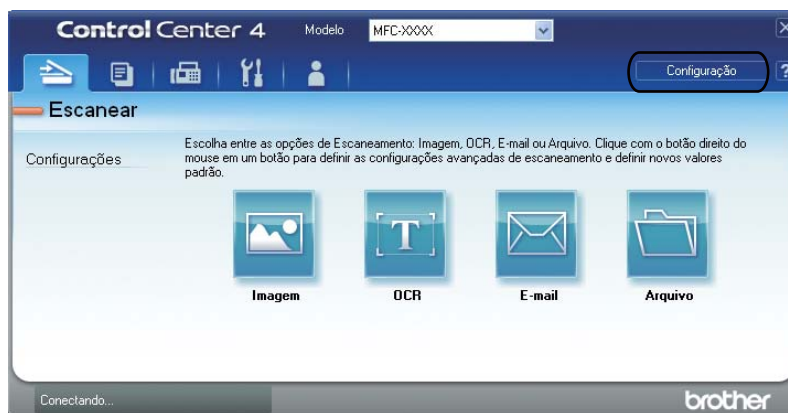 Control Center 4
Modelo
MFC-XXXX
Configuração
?
Escanear
Configurações
Escolha entre as opções de Escaneamento: Imagem, OCR, E-mail ou Arquivo. Clique com o botão direito do
mouse em um botão para definir as configurações avançadas de escaneamento e definir novos valores
padrão.
T
Imagem
OCR
E-mail
Arquivo
Conectando...
brother